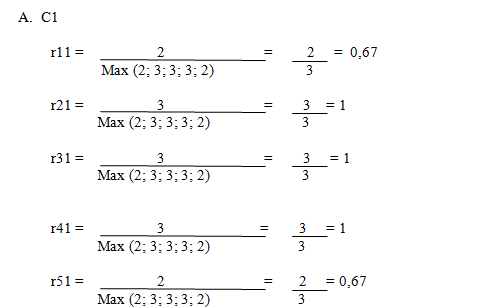 A. C1
r11 = 2 = 2 = 0,67
Max (2; 3; 3; 3; 2) 3
r21 = 3 = 3 = 1
Max (2; 3; 3; 3; 2) 3
r31 = 3 = 3 = 1
Max (2; 3; 3; 3; 2) 3
r41 = 3 = 3 = 1
Max (2; 3; 3; 3; 2) 3
r51 = 2 = 2 = 0,67
Max (2; 3; 3; 3; 2) 3